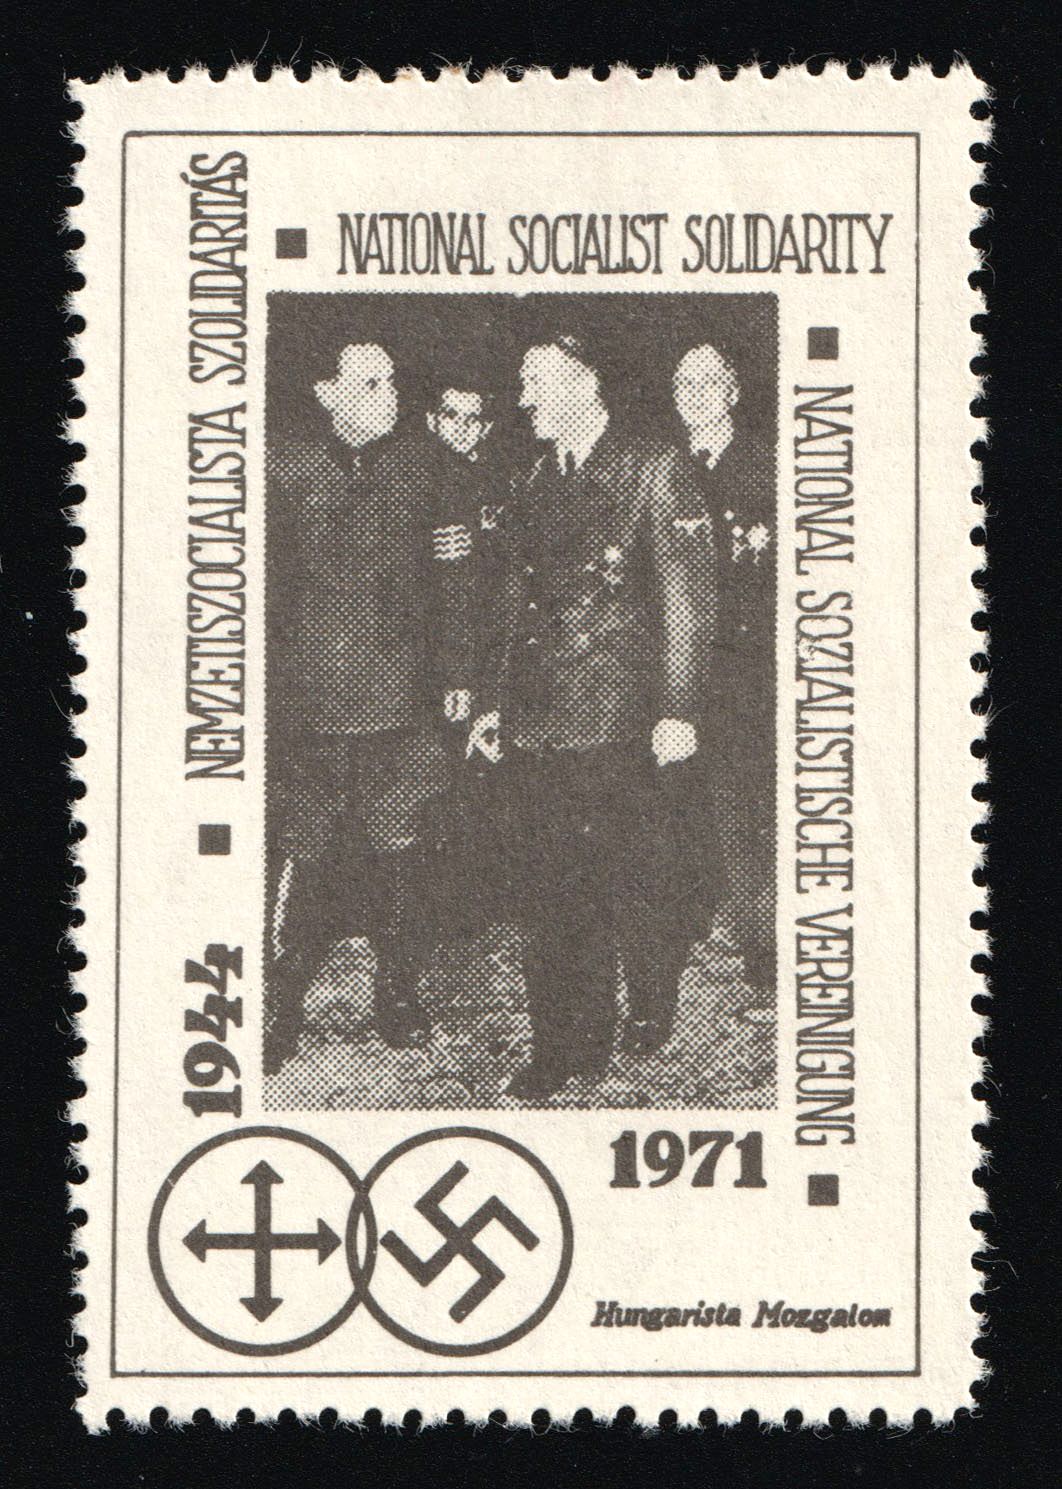 NATIONAL SOCIALIST SOLIDARITY
NATIONAL SOZIALISTISCHE VEREINIGUNG
NEMZETISZOCIALISTA SZOLIDARITÁS
1944
1971
Hungarista Mozgalom